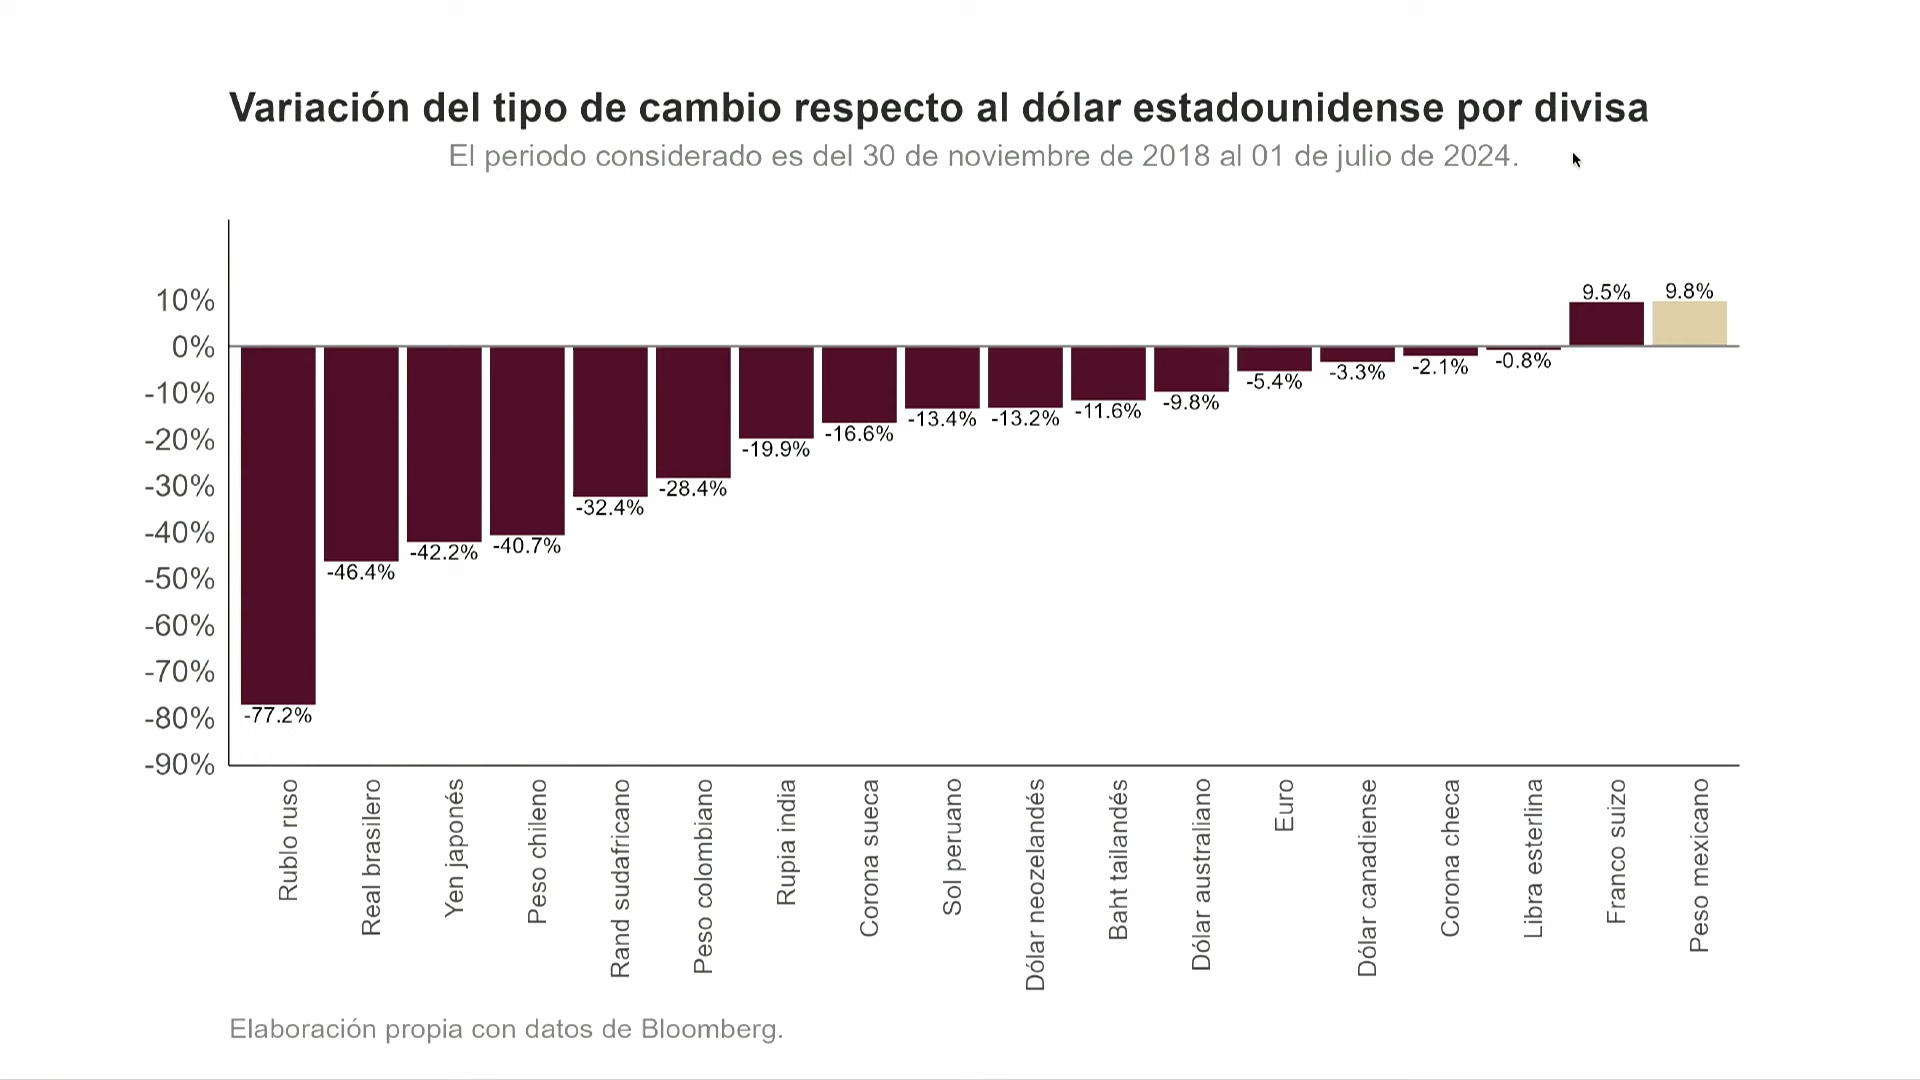 Variación del tipo de cambio respecto al dólar estadounidense por divisa
El periodo considerado es del 30 de noviembre de 2018 al 01 de julio de 2024.
10%
0%
-10%
-20%
-30%
-40%
-50%
-60%
-70%
-80%
-90%
-77.2%
-46.4%
-42.2%
-40.7%
-32.4%
-28.4%
-19.9%
-16.6%
-13.4%
-13.2%
-11.6%
-9.8%
-5.4%
-3.3%
-2.1%
-0.8%
9.5%
9.8%
Rublo ruso
Real brasilero
Yen japonés
Peso chileno
Rand sudafricano
Peso colombiano
Rupia india
Corona sueca
Sol peruano
Dólar neozelandés
Baht tailandés
Dólar australiano
Euro
Dólar canadiense
Corona checa
Libra esterlina
Franco suizo
Peso mexicano
Elaboración propia con datos de Bloomberg.